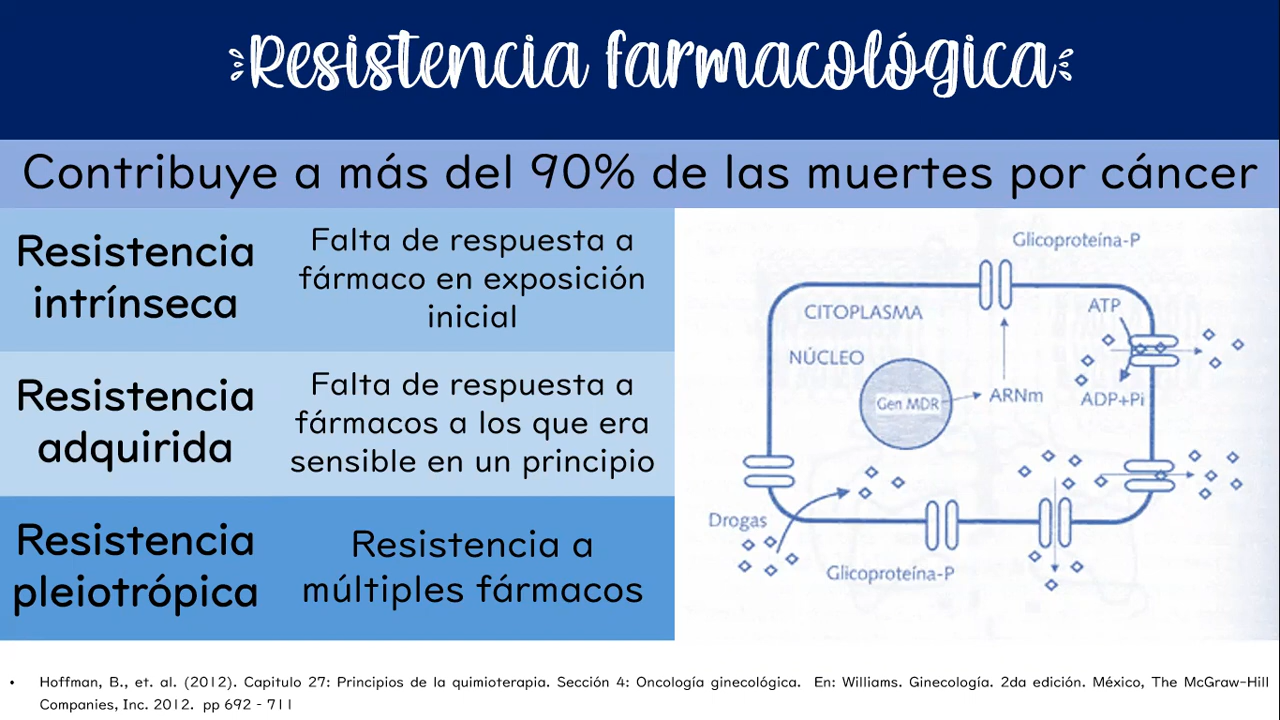 Resistencia farmacológica
Contribuye a más del 90% de las muertes por cáncer
Resistencia
intrínseca
Falta de respuesta a
fármaco en exposición
inicial
Resistencia
adquirida
Falta de respuesta a
fármacos a los que era
sensible en un principio
Resistencia
pleiotrópica
Resistencia a
múltiples fármacos
Glicoproteína-P
CITOPLASMA
ATP
NÚCLEO
Gen MDR
ARNm
ADP+Pi
Drogas
Glicoproteína-P
• Hoffman, B., et. al. (2012). Capitulo 27: Principios de la quimioterapia. Sección 4: Oncología ginecológica. En: Williams. Ginecología. 2da edición. México, The McGraw-Hill
Companies, Inc. 2012. pp 692 - 711